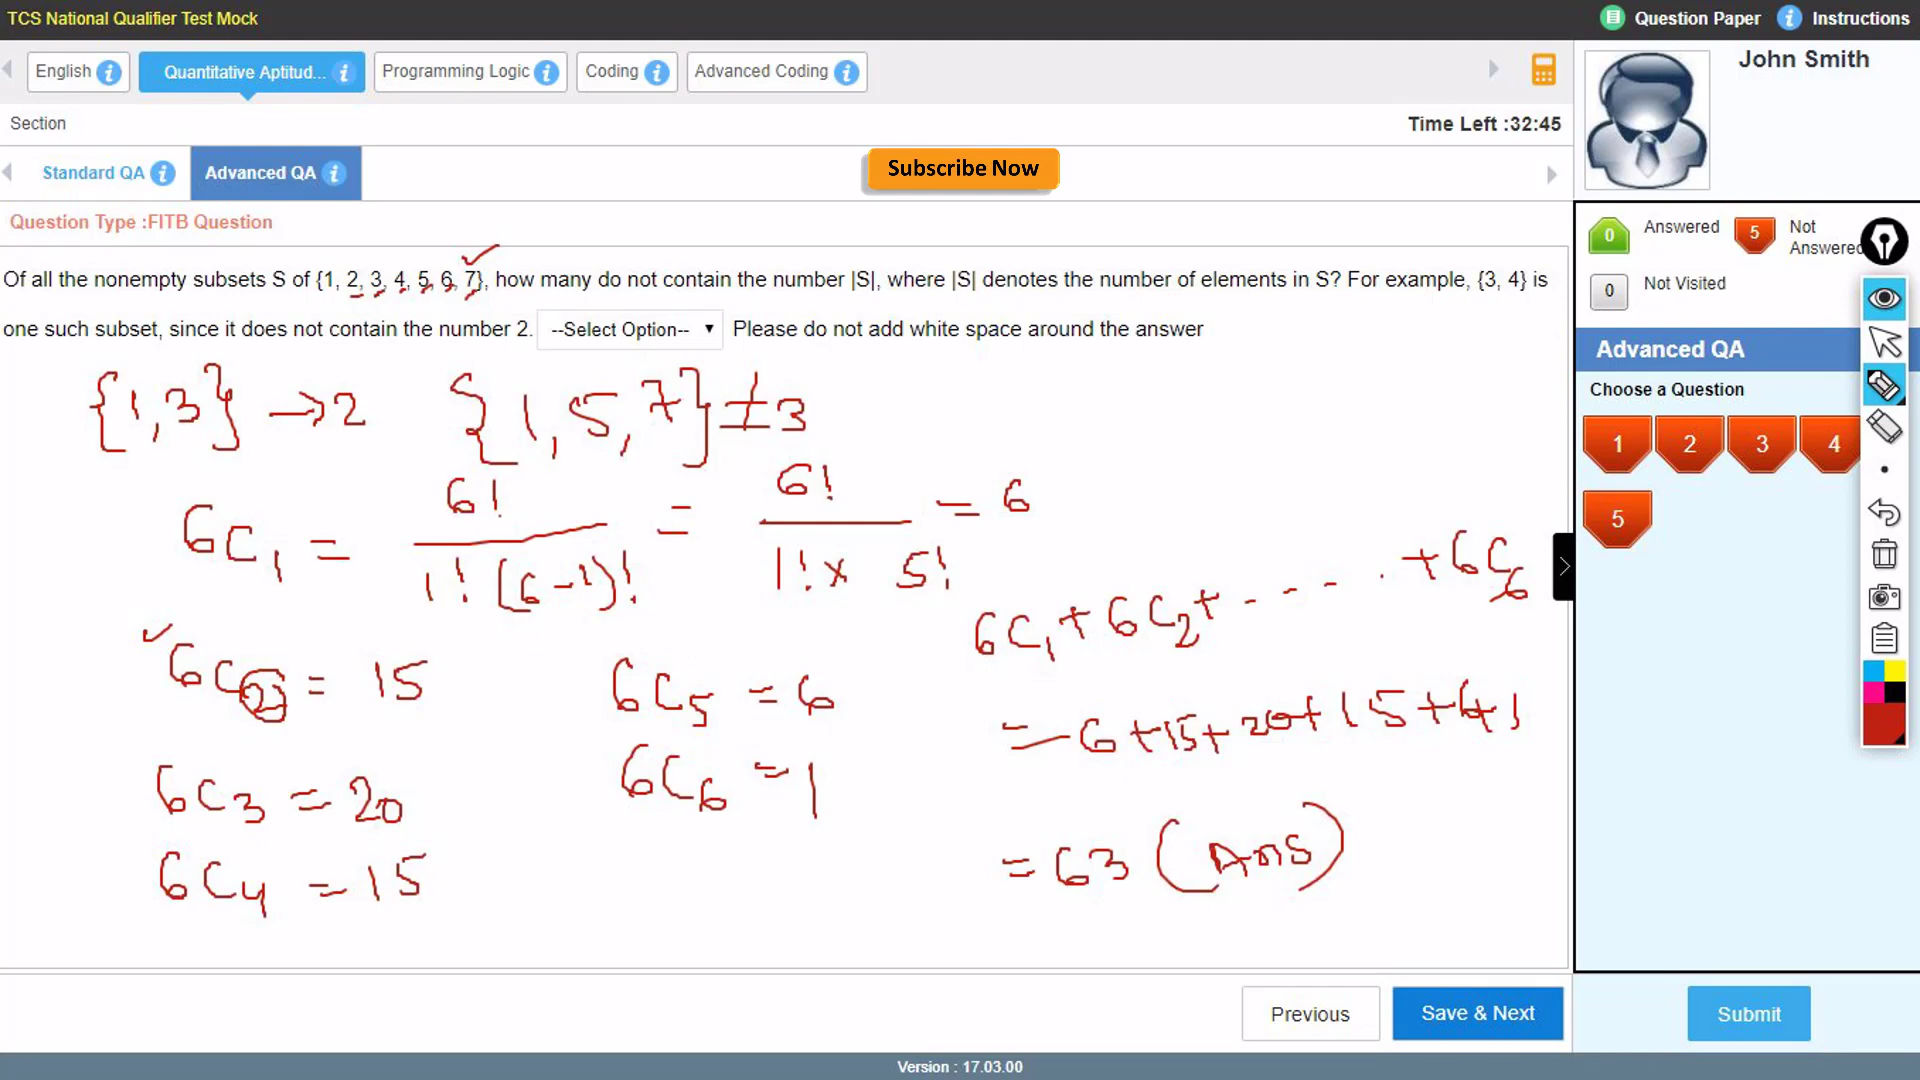 TCS National Qualifier Test Mock
Question Paper Instructions
English Quantitative Aptitud... Programming Logic Coding Advanced Coding
John Smith
Section
Time Left :32:45
Standard QA Advanced QA
Subscribe Now
Question Type :FITB Question
0 Answered 5 Not Answered
0 Not Visited
Of all the nonempty subsets S of {1, 2, 3, 4, 5, 6, 7}, how many do not contain the number |S|, where |S| denotes the number of elements in S? For example, {3, 4} is
one such subset, since it does not contain the number 2. --Select Option-- Please do not add white space around the answer
Advanced QA
Choose a Question
1 2 3 4
5
{1,3} → 2 {1,5,7} ≠ 3
6C1 = 6! / 1!(6-1)! = 6! / 1! x 5! = 6
6C1 + 6C2 + - - - - . + 6C6
6C2 = 15 6C5 = 6
= 6+15+20+15+6+1
6C3 = 20 6C6 = 1
6C4 = 15
= 63 (Ans)
Previous Save & Next Submit
Version : 17.03.00